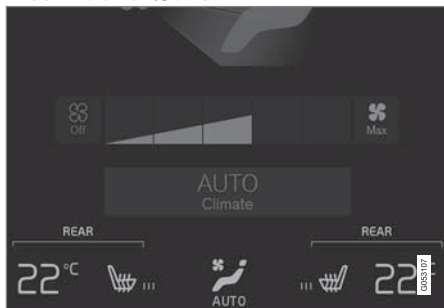 Off
Max
AUTO
Climate
REAR REAR
22°C 22°
AUTO
G053107